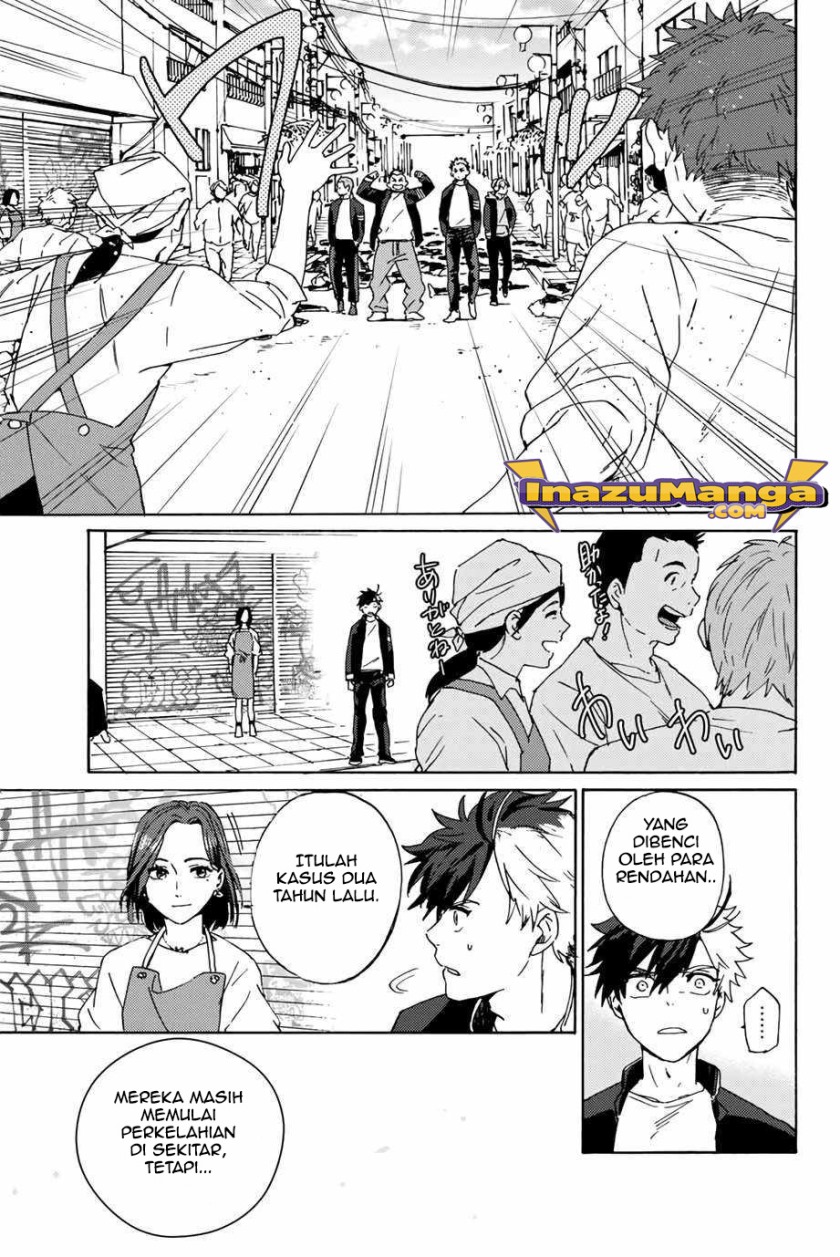 INAZUMANGA
.COM
助かったよ!
ありがとねー
わい
わい
YANG
DIBENCI
OLEH PARA
RENDAHAN..
......
ITULAH
KASUS DUA
TAHUN LALU.
MEREKA MASIH
MEMULAI
PERKELAHIAN
DI SEKITAR,
TETAPI...